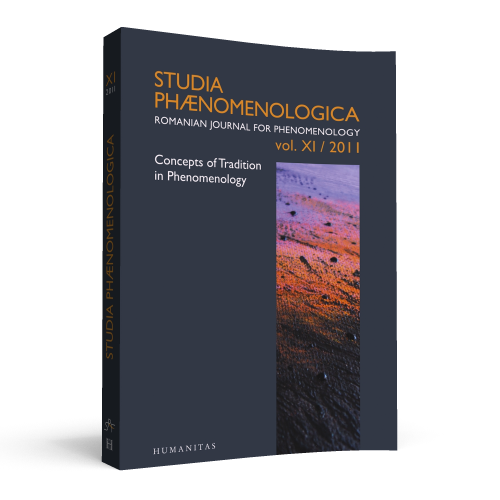 STUDIA
PHÆNOMENOLOGICA
ROMANIAN JOURNAL FOR PHENOMENOLOGY
vol. XI / 2011
Concepts of Tradition
in Phenomenology
HUMANITAS
XI
2011
STUDIA PHÆNOMENOLOGICA
H